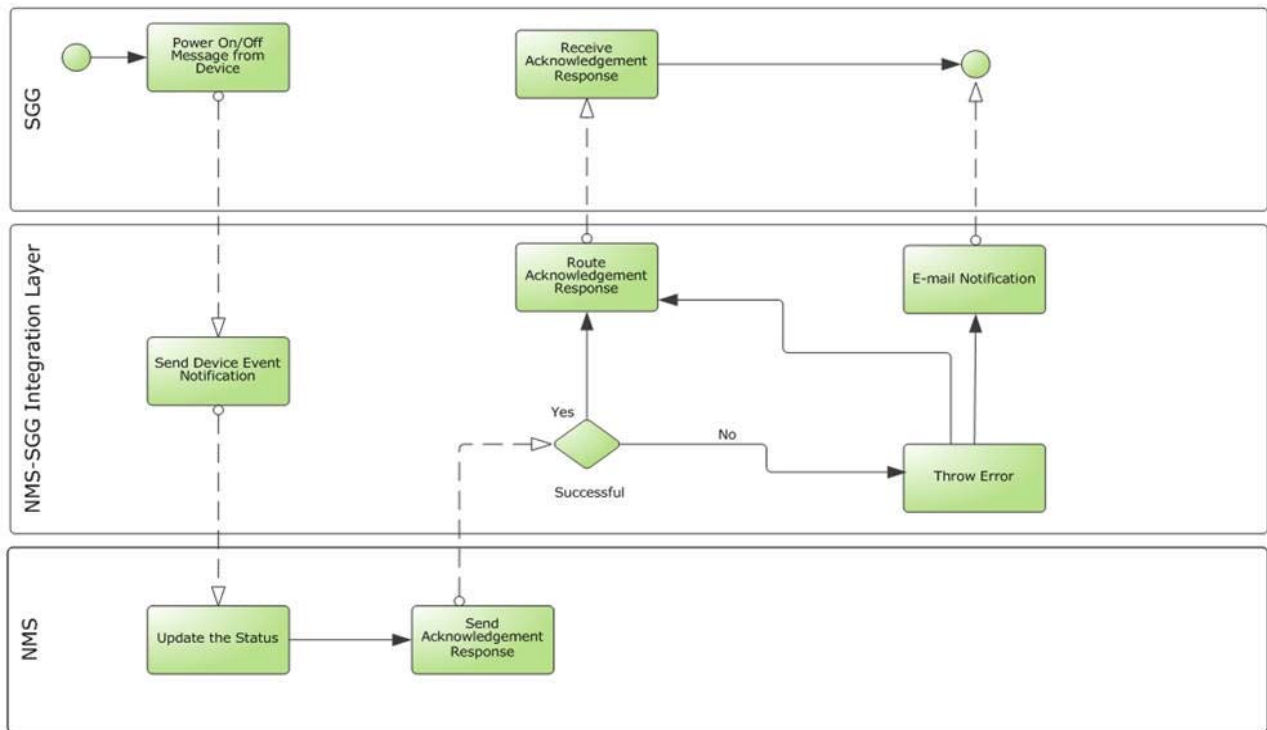 SGG
Power On/Off
Message from
Device
Receive
Acknowledgement
Response
NMS-SGG Integration Layer
Route
Acknowledgement
Response
E-mail Notification
Send Device Event
Notification
Yes
No
Successful
Throw Error
NMS
Update the Status
Send
Acknowledgement
Response